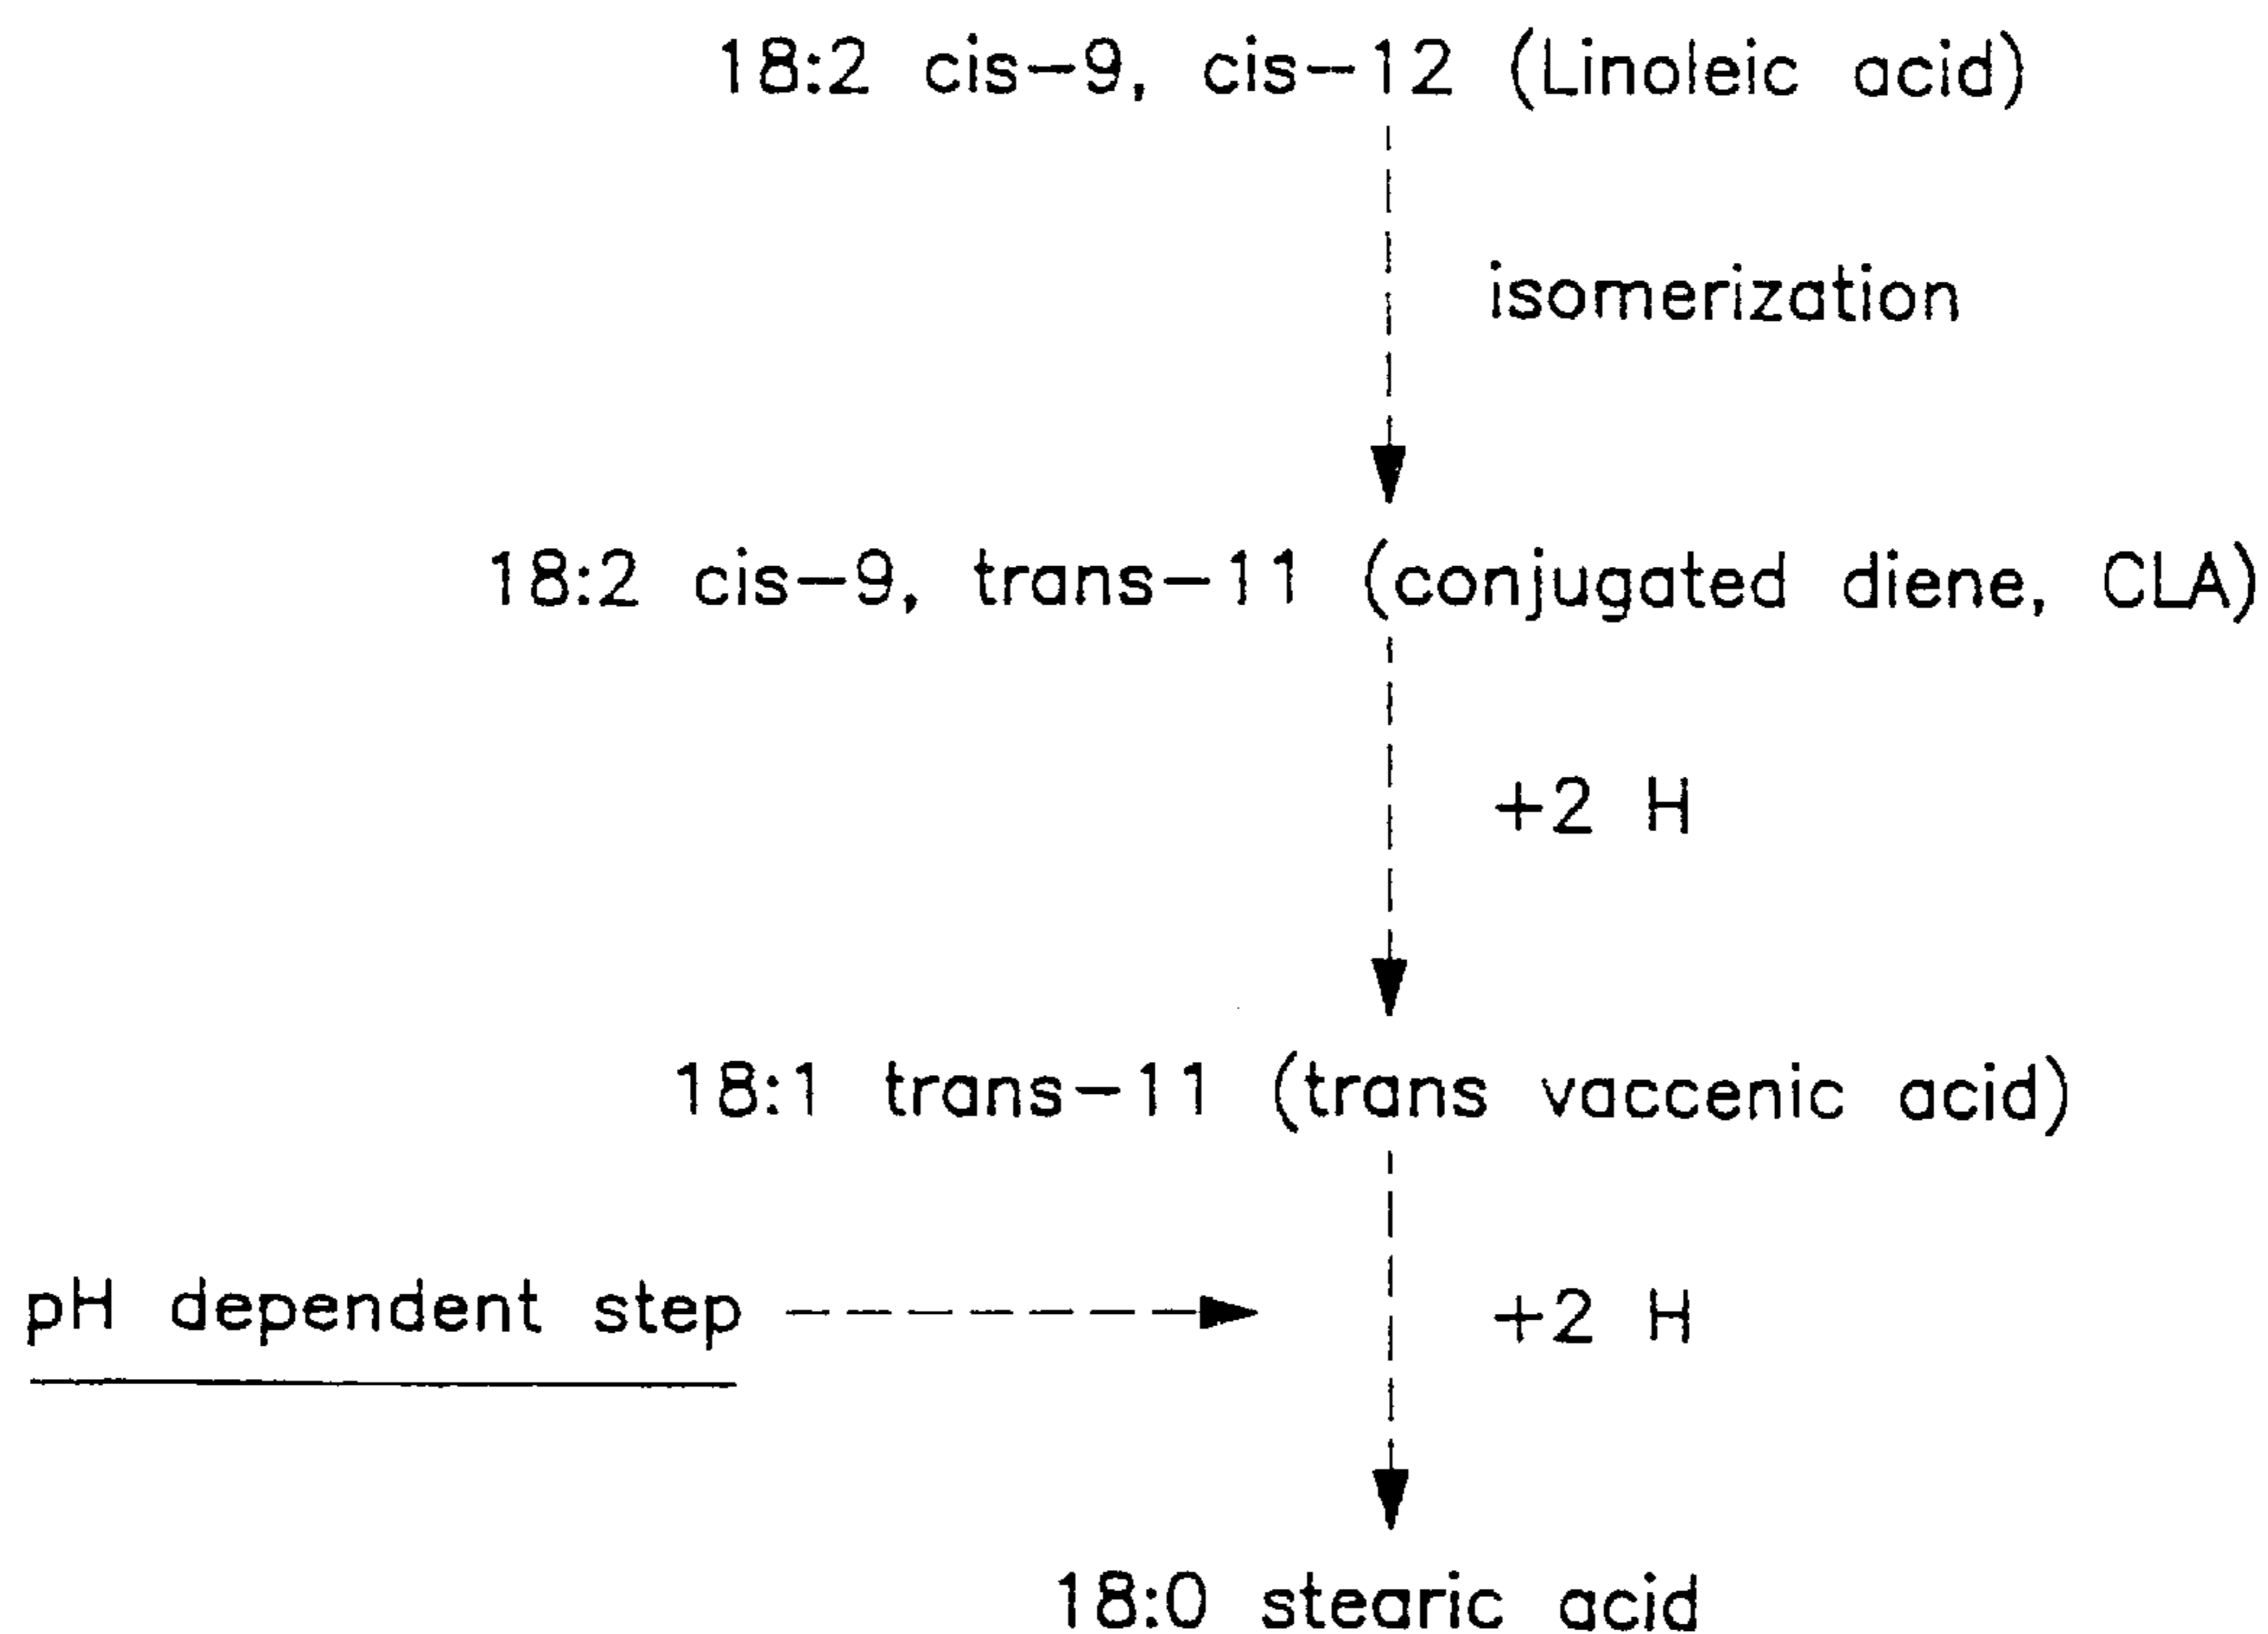 18:2 cis-9, cis-12 (Linoleic acid)
isomerization
18:2 cis-9, trans-11 (conjugated diene, CLA)
+2 H
18:1 trans-11 (trans vaccenic acid)
pH dependent step
+2 H
18:0 stearic acid